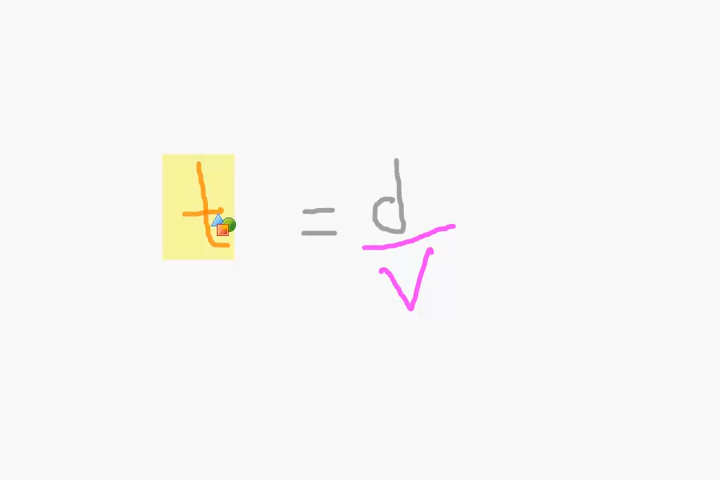 t = d/v